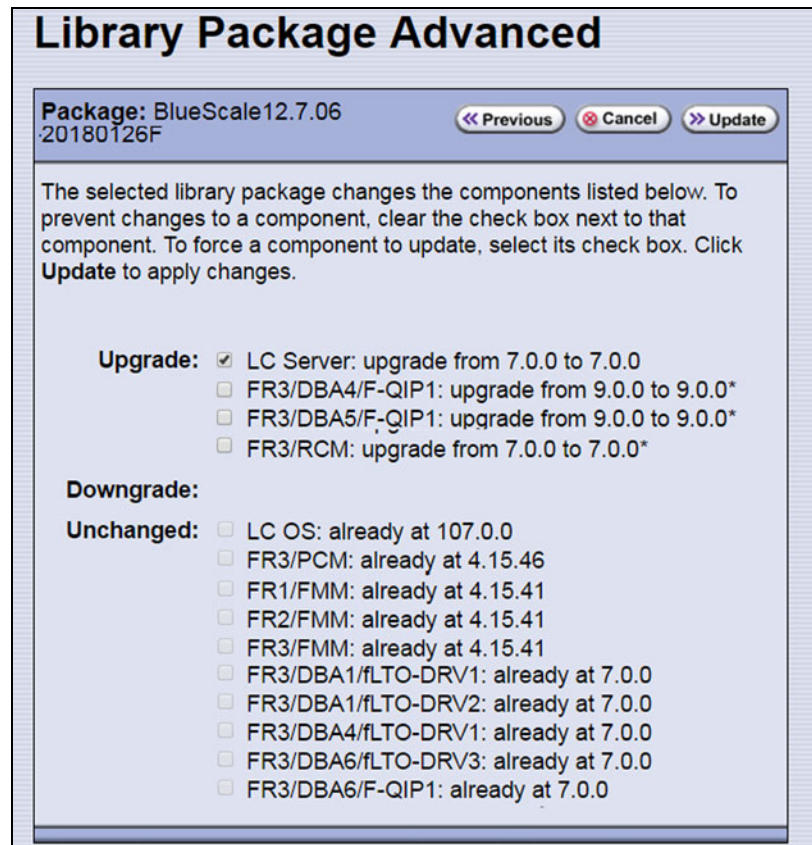 Library Package Advanced
Package: BlueScale12.7.06
-20180126F
Previous
Cancel
Update
The selected library package changes the components listed below. To
prevent changes to a component, clear the check box next to that
component. To force a component to update, select its check box. Click
Update to apply changes.
Upgrade: LC Server: upgrade from 7.0.0 to 7.0.0
FR3/DBA4/F-QIP1: upgrade from 9.0.0 to 9.0.0*
FR3/DBA5/F-QIP1: upgrade from 9.0.0 to 9.0.0*
FR3/RCM: upgrade from 7.0.0 to 7.0.0*
Downgrade:
Unchanged: LC OS: already at 107.0.0
FR3/PCM: already at 4.15.46
FR1/FMM: already at 4.15.41
FR2/FMM: already at 4.15.41
FR3/FMM: already at 4.15.41
FR3/DBA1/fLTO-DRV1: already at 7.0.0
FR3/DBA1/fLTO-DRV2: already at 7.0.0
FR3/DBA4/fLTO-DRV1: already at 7.0.0
FR3/DBA6/fLTO-DRV3: already at 7.0.0
FR3/DBA6/F-QIP1: already at 7.0.0